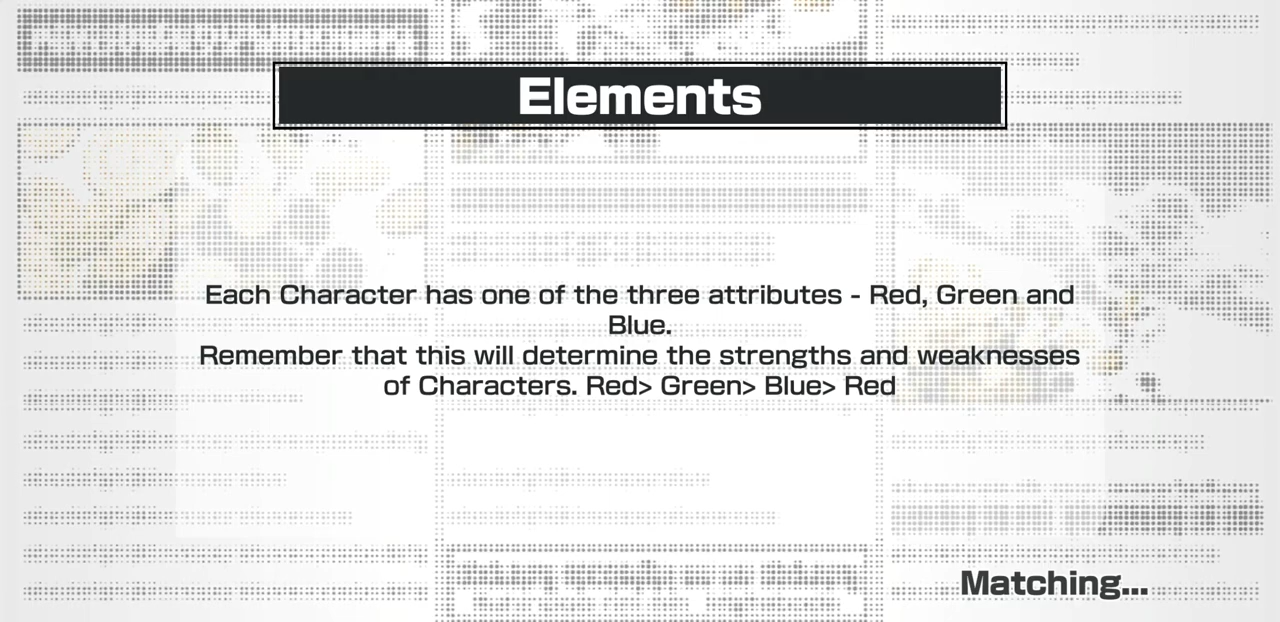 Elements
Each Character has one of the three attributes - Red, Green and
Blue.
Remember that this will determine the strengths and weaknesses
of Characters. Red> Green> Blue> Red
Matching...